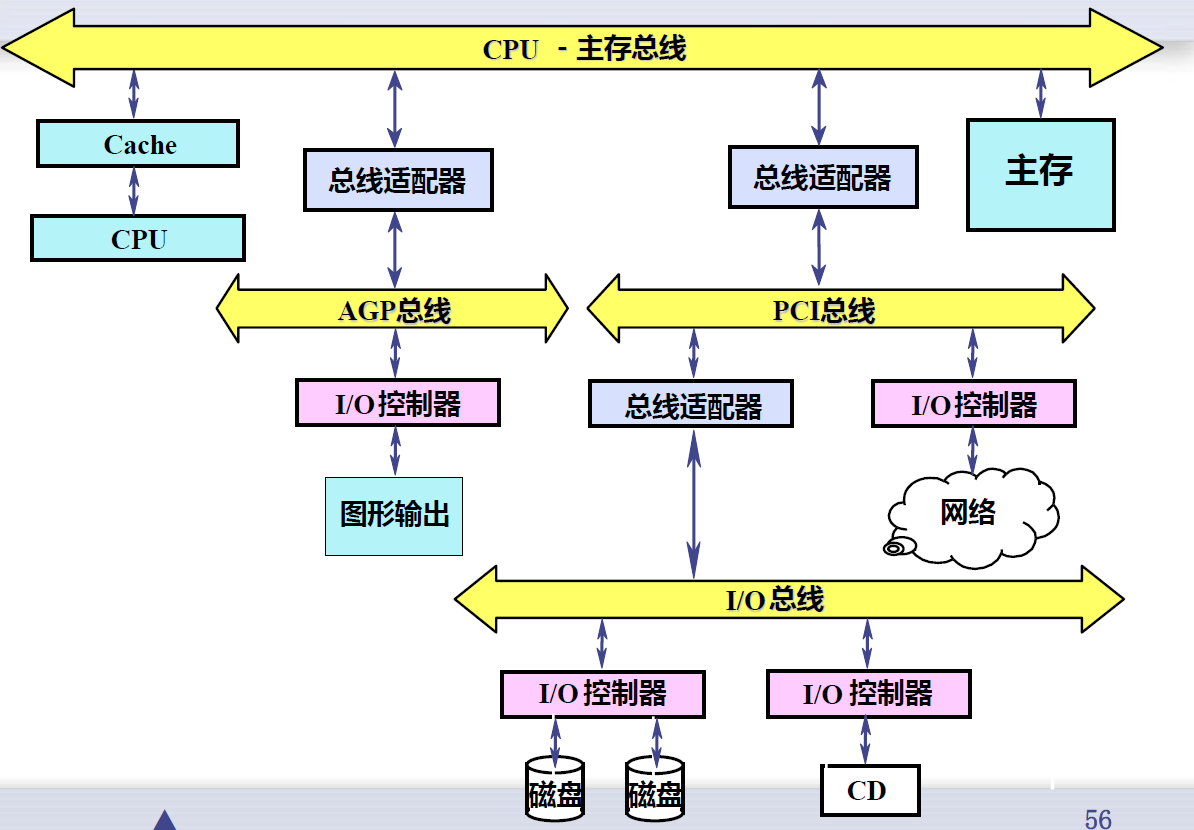 CPU - 主存总线
Cache
总线适配器
总线适配器
主存
CPU
AGP总线
PCI总线
I/O 控制器
总线适配器
I/O 控制器
图形输出
网络
I/O 总线
I/O 控制器
I/O 控制器
磁盘
磁盘
CD
56